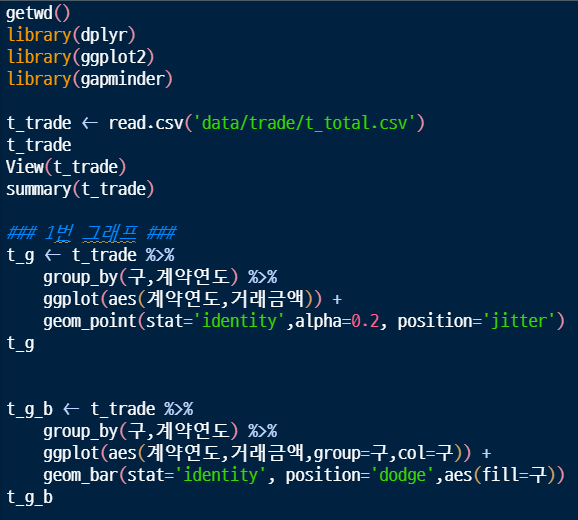 getwd()
library(dplyr)
library(ggplot2)
library(gapminder)
t_trade <- read.csv('data/trade/t_total.csv')
t_trade
View(t_trade)
summary(t_trade)
### 1번 그래프 ###
t_g <- t_trade %>%
group_by(구,계약연도) %>%
ggplot(aes(계약연도,거래금액)) +
geom_point(stat='identity',alpha=0.2, position='jitter')
t_g
t_g_b <- t_trade %>%
group_by(구,계약연도) %>%
ggplot(aes(계약연도,거래금액,group=구,col=구)) +
geom_bar(stat='identity', position='dodge',aes(fill=구))
t_g_b